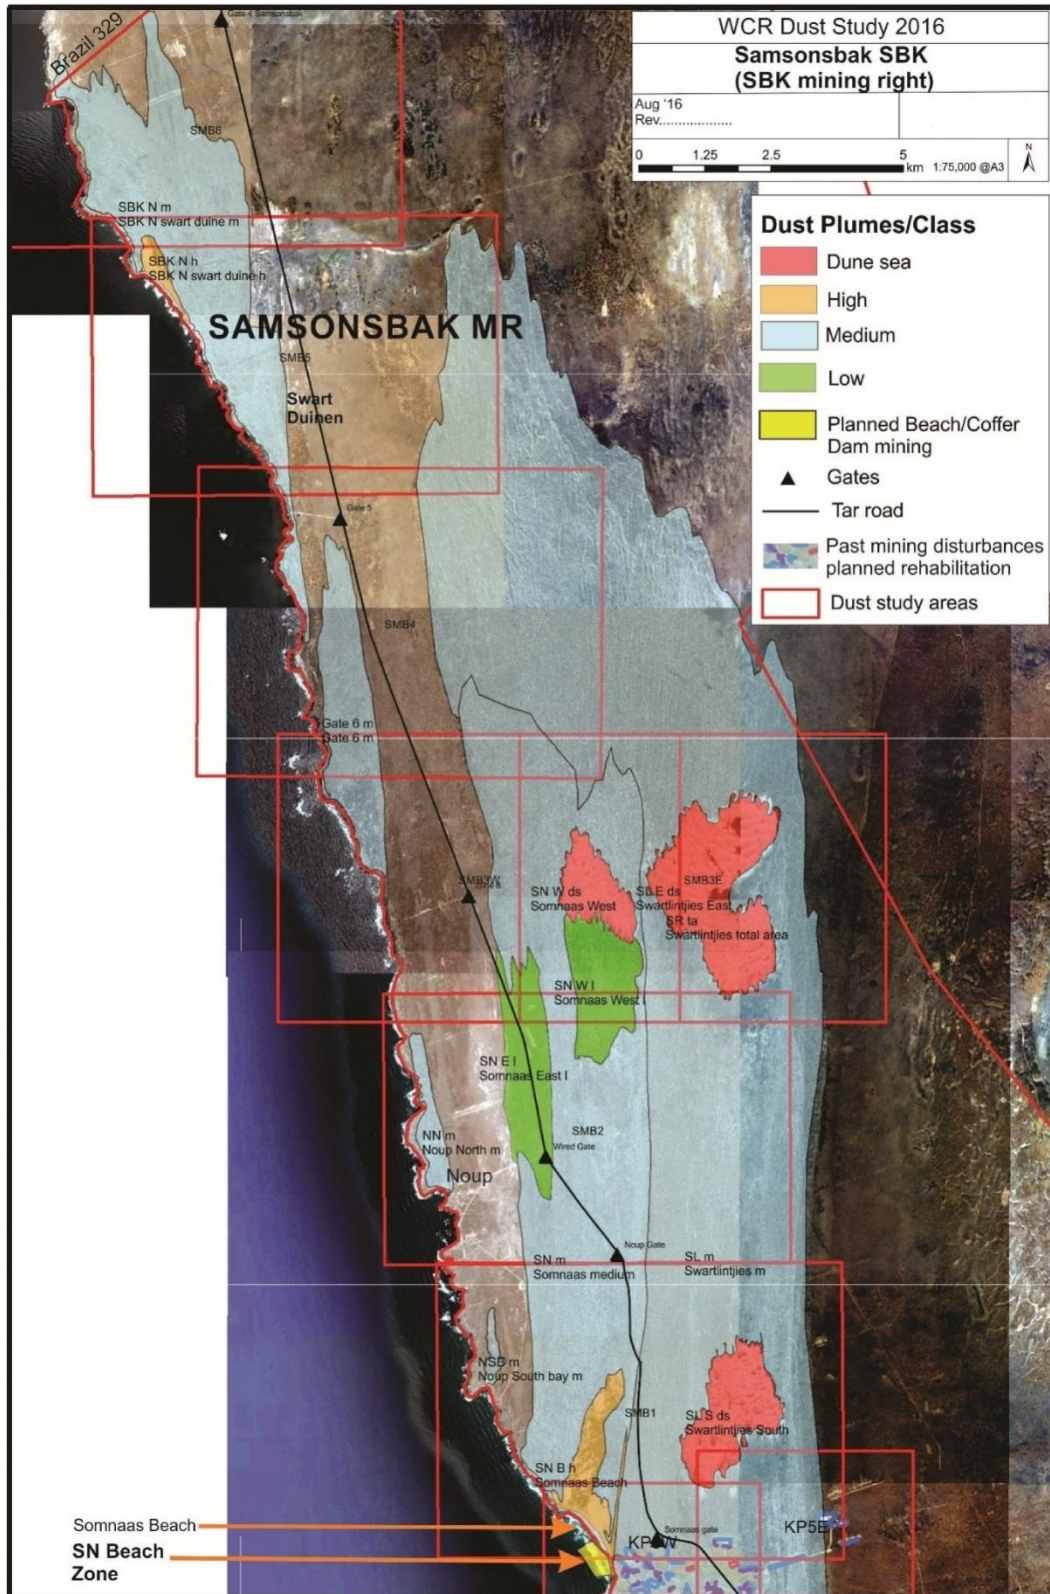 WCR Dust Study 2016
Samsonsbak SBK
(SBK mining right)
Aug '16
Rev..................
0 1.25 2.5 5
km 1:75,000 @A3
N
Dust Plumes/Class
Dune sea
High
Medium
Low
Planned Beach/Coffer
Dam mining
Gates
Tar road
Past mining disturbances
planned rehabilitation
Dust study areas
Gate 4 Samsonsbak
Brazil 329
SMB6
SBK N m
SBK N swart duine m
SBK N h
SBK N swart duine h
SAMSONSBAK MR
SMB5
Swart
Duinen
Gate 5
SMB4
Gate 6 m
Gate 6 m
SMB3W
SN W ds
Somnaas West
SL E ds
Swartlintjies East
SMB3E
SR ta
Swartlintjies total area
SN W l
Somnaas West l
SN E l
Somnaas East l
SMB2
NN m
Noup North m
Wired Gate
Noup
Noup Gate
SN m
Somnaas medium
SL m
Swartlintjies m
NSB m
Noup South bay m
SMB1
SL S ds
Swartlintjies South
SN B h
Somnaas Beach
Somnaas gate
KP5E
Somnaas Beach
SN Beach
Zone